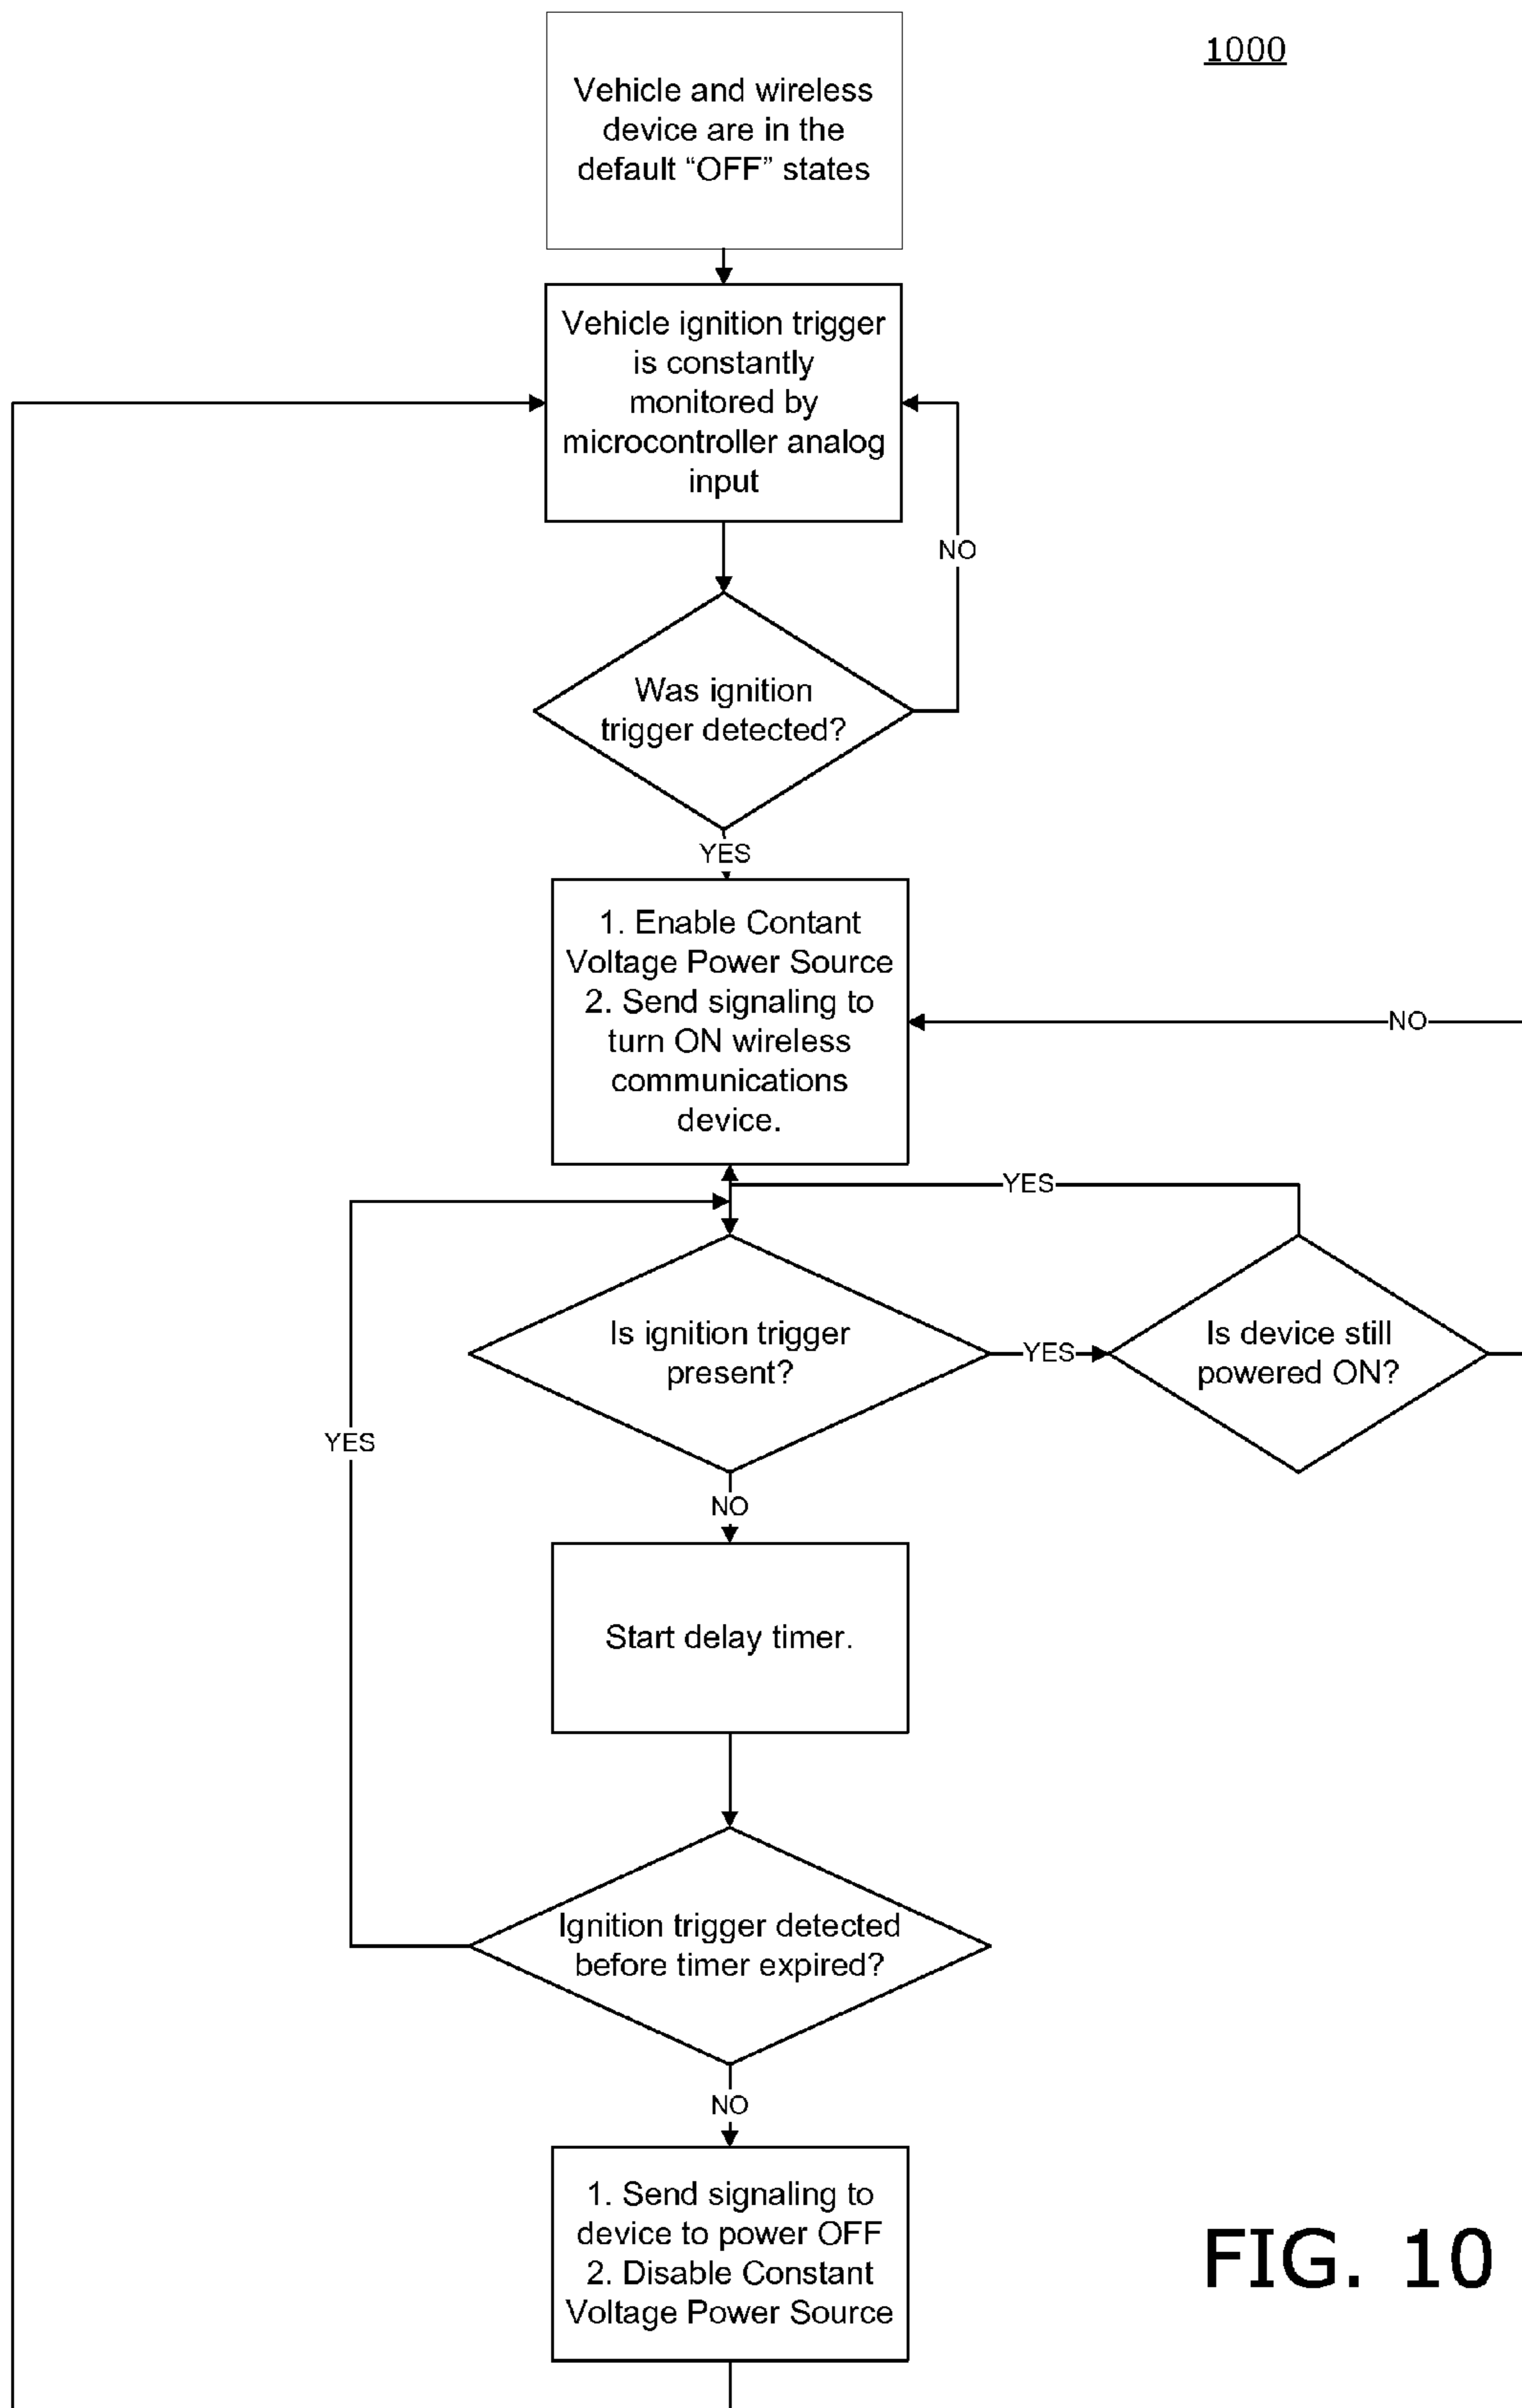 1000
Vehicle and wireless
device are in the
default “OFF” states
Vehicle ignition trigger
is constantly
monitored by
microcontroller analog
input
NO
Was ignition
trigger detected?
YES
1. Enable Contant
Voltage Power Source
2. Send signaling to
turn ON wireless
communications
device.
NO
YES
Is ignition trigger
present?
YES
Is device still
powered ON?
YES
NO
Start delay timer.
Ignition trigger detected
before timer expired?
NO
1. Send signaling to
device to power OFF
2. Disable Constant
Voltage Power Source
FIG. 10